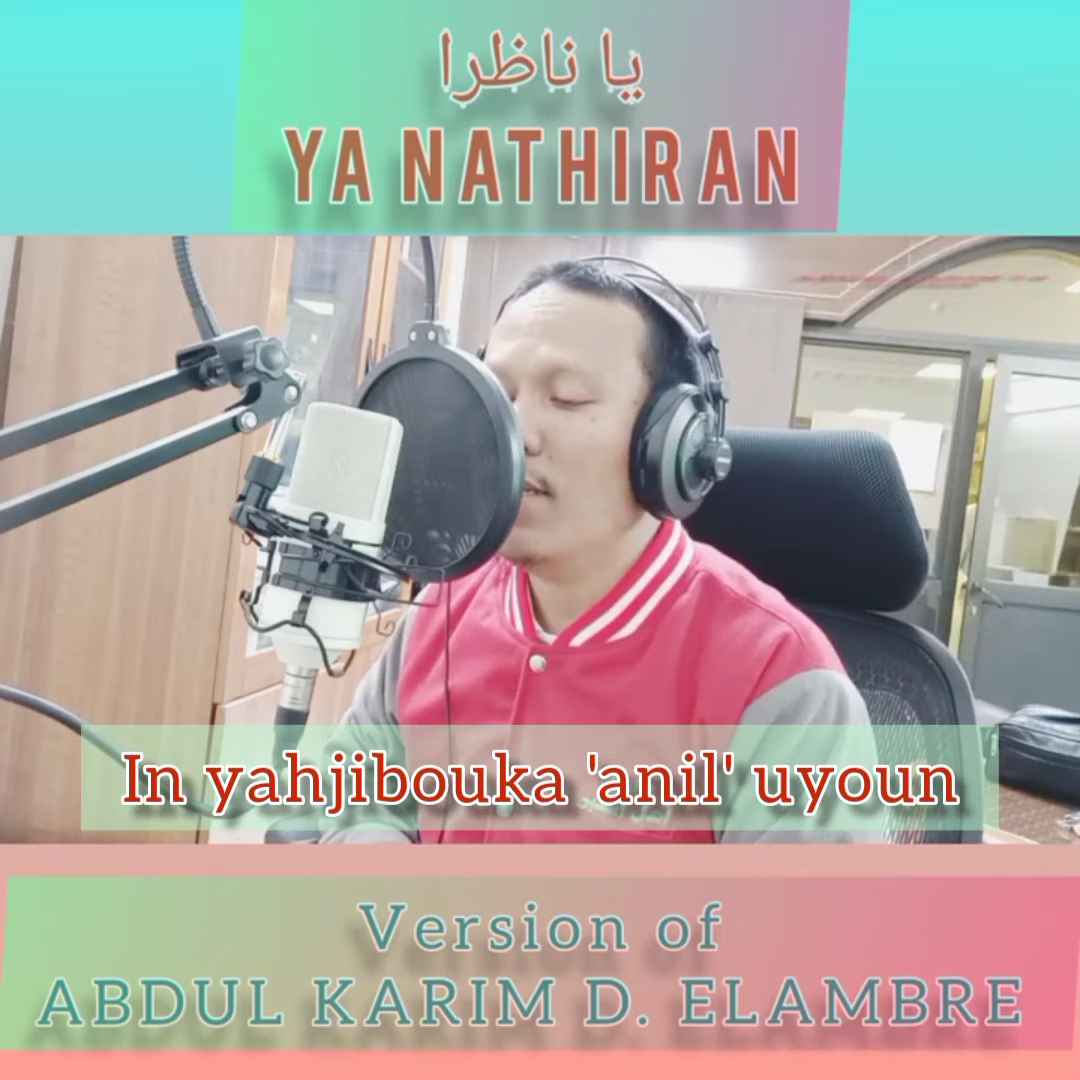 يا ناظرا
YA NATHIRAN
In yahjibouka 'anil' uyoun
Version of
ABDUL KARIM D. ELAMBRE